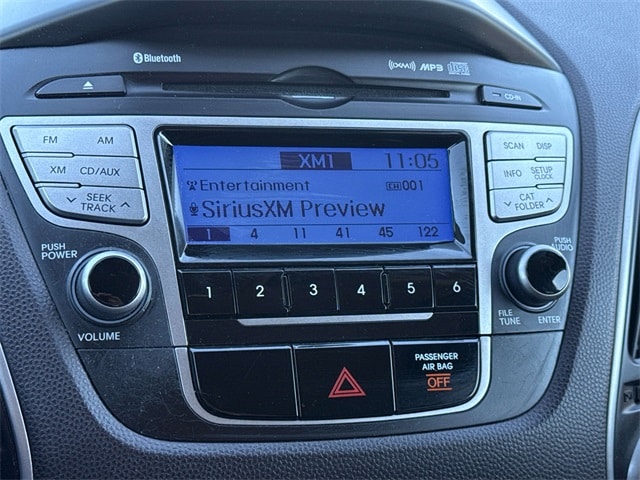 Bluetooth
((XM)) MP3
CD-IN
FM AM
XM CD/AUX
SEEK
TRACK
PUSH
POWER
VOLUME
XM1 11:05
Entertainment CH001
SiriusXM Preview
1 4 11 41 45 122
1 2 3 4 5 6
SCAN DISP
INFO SETUP
CLOCK
CAT
FOLDER
PUSH
AUDIO
FILE
TUNE
ENTER
PASSENGER
AIR BAG
OFF